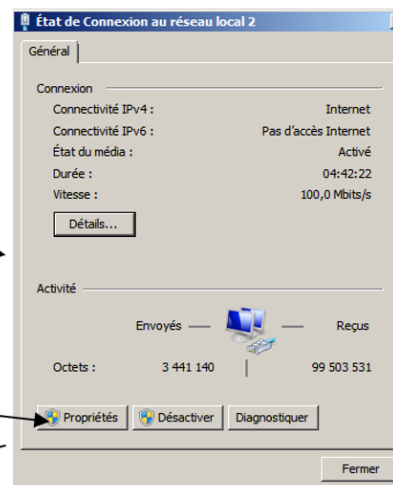 État de Connexion au réseau local 2
Général
Connexion
Connectivité IPv4 : Internet
Connectivité IPv6 : Pas d'accès Internet
État du média : Activé
Durée : 04:42:22
Vitesse : 100,0 Mbits/s
Détails...
Activité
Envoyés — — Reçus
Octets : 3 441 140 99 503 531
Propriétés Désactiver Diagnostiquer
Fermer